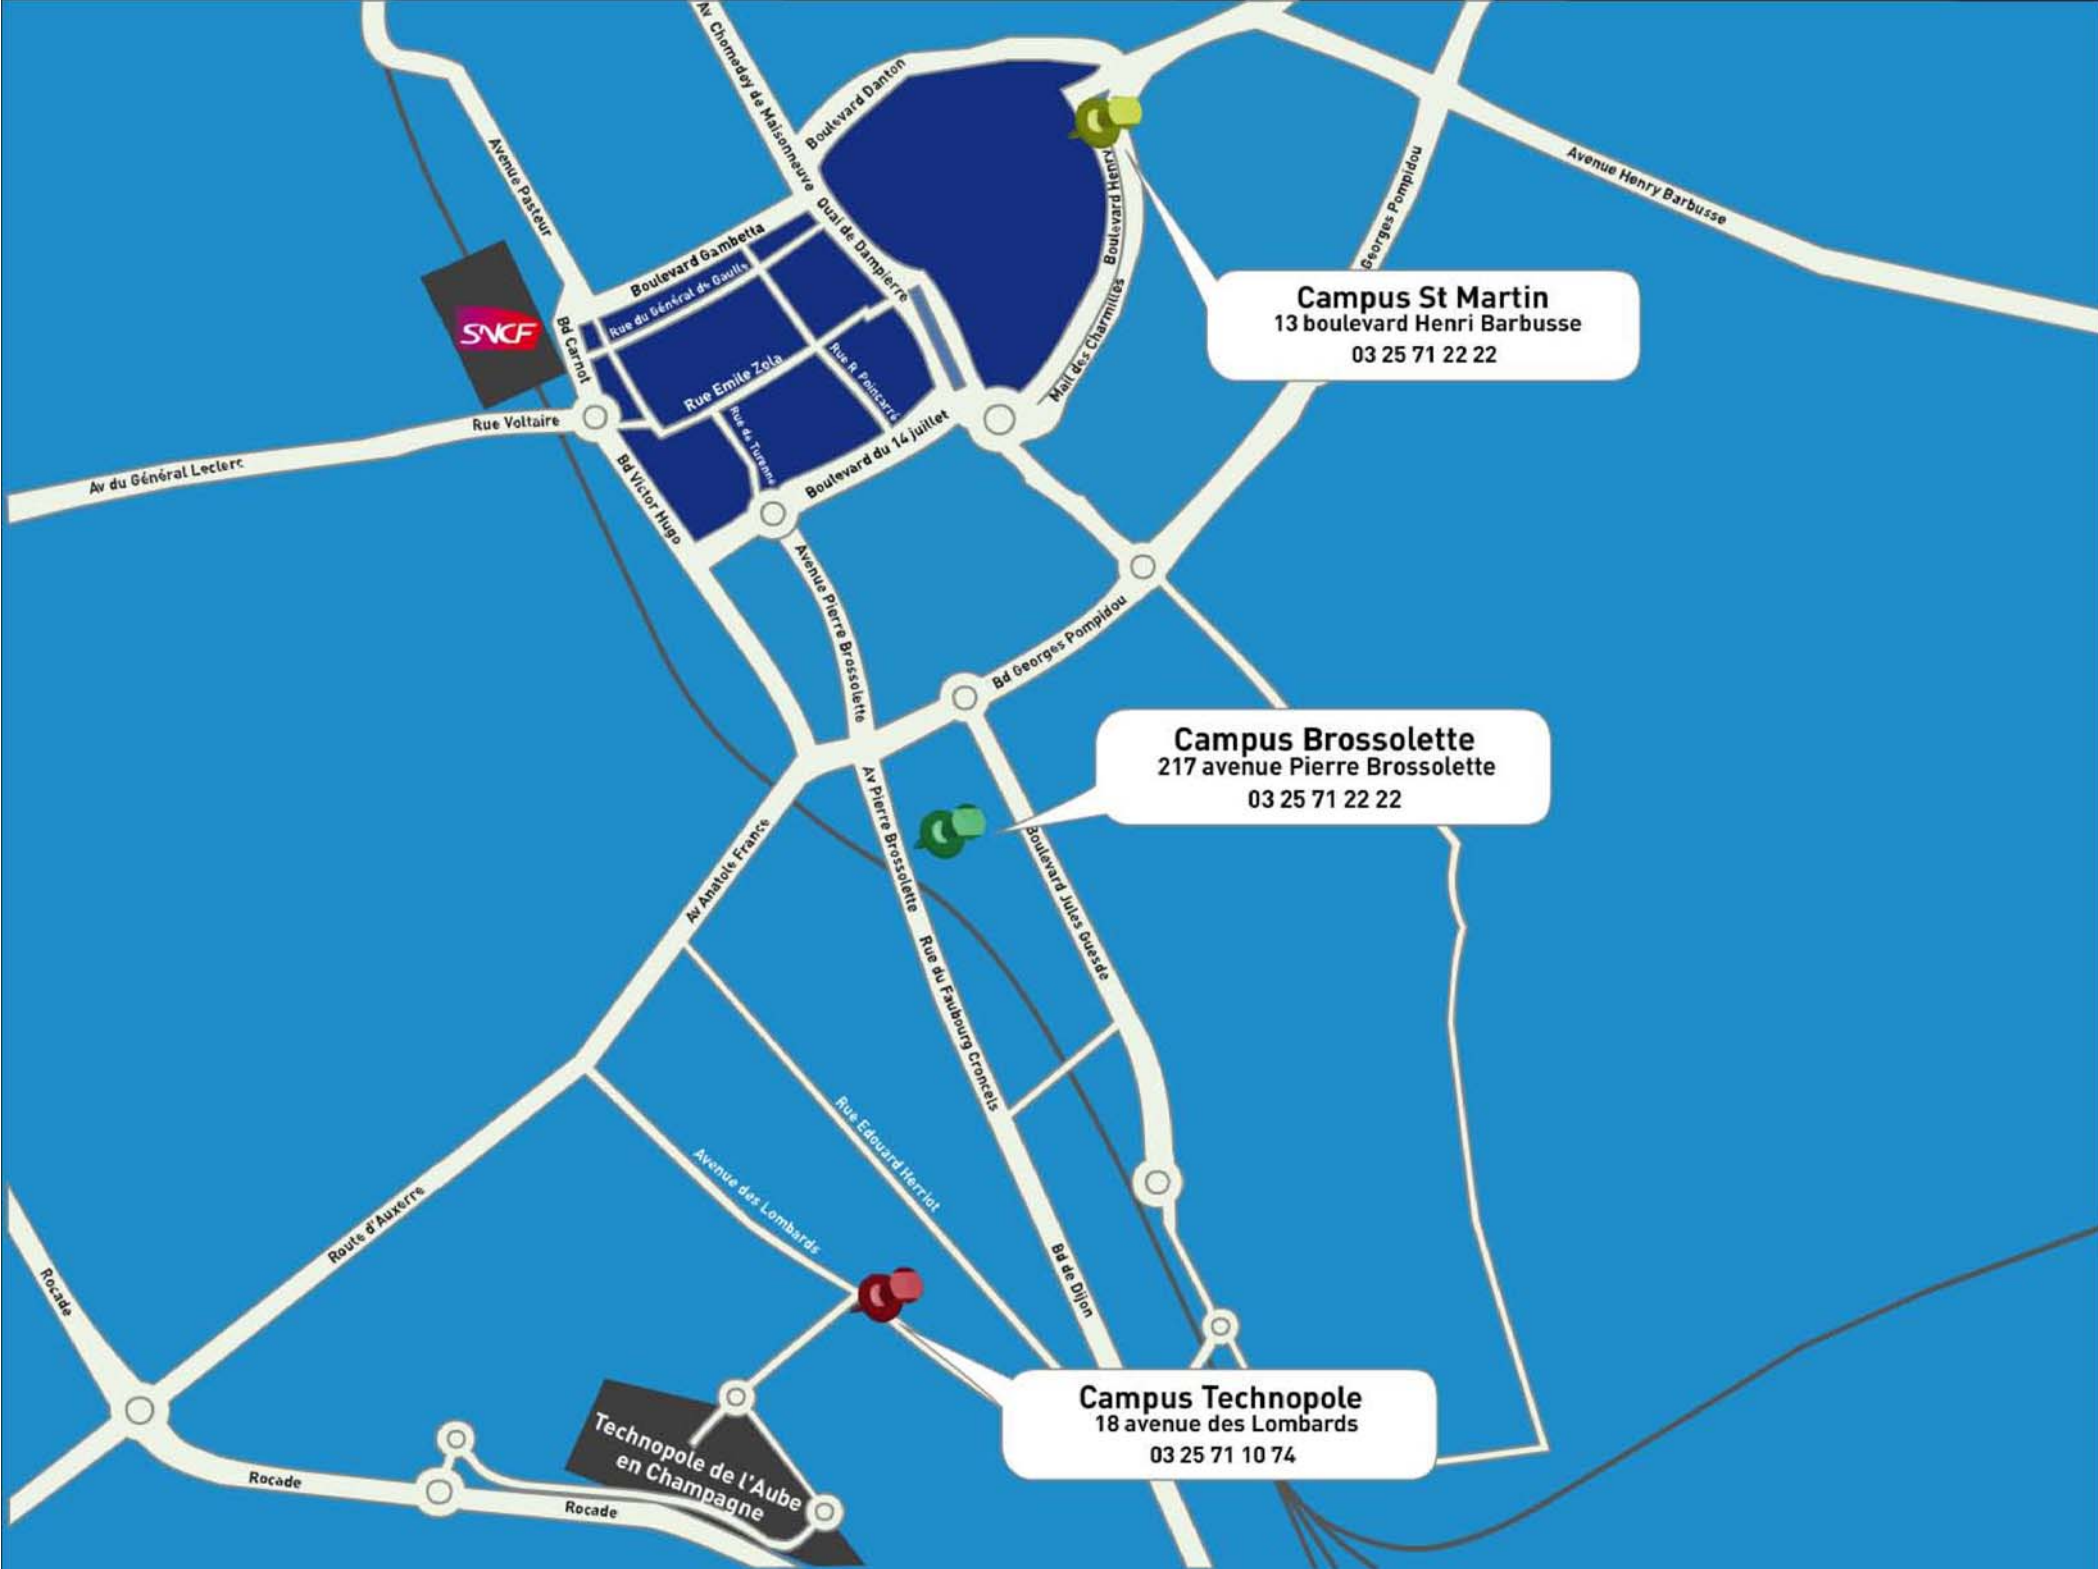 Av Chomedey de Maisonneuve
Boulevard Danton
Avenue Pasteur
Boulevard Gambetta
Quai de Dampierre
Boulevard Henry
Georges Pompidou
Avenue Henry Barbusse
Rue du Général de Gaulle
SNCF
Bd Carnot
Campus St Martin
13 boulevard Henri Barbusse
03 25 71 22 22
Rue Emile Zola
Rue R Poincarré
Mail des Charmilles
Rue Voltaire
Rue de Turenne
Boulevard du 14 juillet
Av du Général Leclerc
Bd Victor Hugo
Avenue Pierre Brossolette
Bd Georges Pompidou
Campus Brossolette
217 avenue Pierre Brossolette
03 25 71 22 22
Av Pierre Brossolette
Av Anatole France
Boulevard Jules Guesde
Rue du Faubourg Croncels
Rue Edouard Herriot
Avenue des Lombards
Route d'Auxerre
Rocade
Bd de Dijon
Campus Technopole
18 avenue des Lombards
03 25 71 10 74
Technopole de l'Aube
en Champagne
Rocade
Rocade